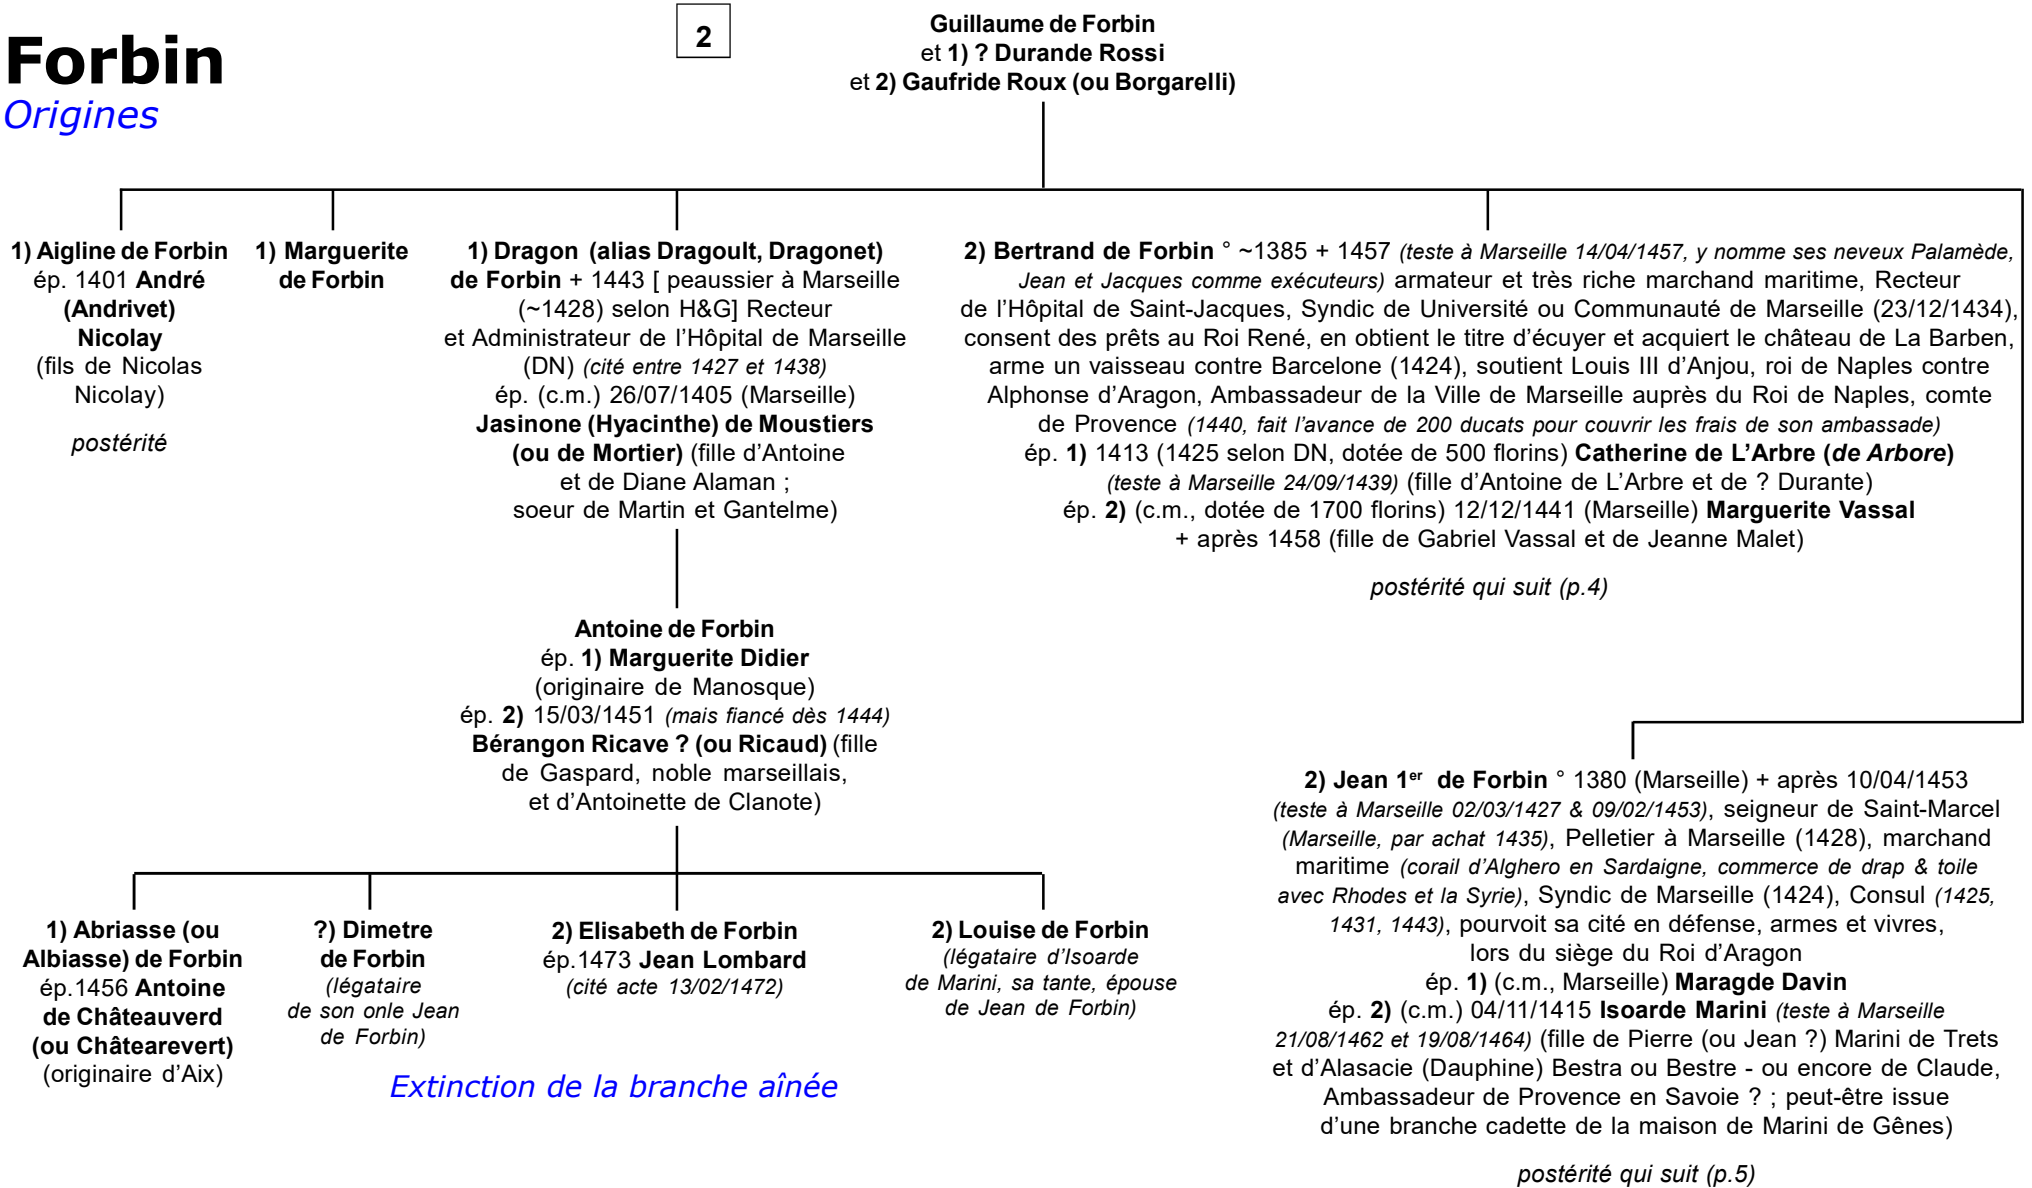 Forbin
Origines
2
Guillaume de Forbin
et 1) ? Durande Rossi
et 2) Gaufride Roux (ou Borgarelli)
1) Aigline de Forbin
ép. 1401 André
(Andrivet)
Nicolay
(fils de Nicolas
Nicolay)
postérité
1) Marguerite
de Forbin
1) Dragon (alias Dragoult, Dragonet)
de Forbin + 1443 [ peaussier à Marseille
(~1428) selon H&G] Recteur
et Administrateur de l'Hôpital de Marseille
(DN) (cité entre 1427 et 1438)
ép. (c.m.) 26/07/1405 (Marseille)
Jasinone (Hyacinthe) de Moustiers
(ou de Mortier) (fille d'Antoine
et de Diane Alaman ;
soeur de Martin et Gantelme)
2) Bertrand de Forbin ° ~1385 + 1457 (teste à Marseille 14/04/1457, y nomme ses neveux Palamède,
Jean et Jacques comme exécuteurs) armateur et très riche marchand maritime, Recteur
de l'Hôpital de Saint-Jacques, Syndic de Université ou Communauté de Marseille (23/12/1434),
consent des prêts au Roi René, en obtient le titre d'écuyer et acquiert le château de La Barben,
arme un vaisseau contre Barcelone (1424), soutient Louis III d'Anjou, roi de Naples contre
Alphonse d'Aragon, Ambassadeur de la Ville de Marseille auprès du Roi de Naples, comte
de Provence (1440, fait l'avance de 200 ducats pour couvrir les frais de son ambassade)
ép. 1) 1413 (1425 selon DN, dotée de 500 florins) Catherine de L'Arbre (de Arbore)
(teste à Marseille 24/09/1439) (fille d'Antoine de L'Arbre et de ? Durante)
ép. 2) (c.m., dotée de 1700 florins) 12/12/1441 (Marseille) Marguerite Vassal
+ après 1458 (fille de Gabriel Vassal et de Jeanne Malet)
postérité qui suit (p.4)
Antoine de Forbin
ép. 1) Marguerite Didier
(originaire de Manosque)
ép. 2) 15/03/1451 (mais fiancé dès 1444)
Bérangon Ricave ? (ou Ricaud) (fille
de Gaspard, noble marseillais,
et d'Antoinette de Clanote)
2) Jean 1er de Forbin ° 1380 (Marseille) + après 10/04/1453
(teste à Marseille 02/03/1427 & 09/02/1453), seigneur de Saint-Marcel
(Marseille, par achat 1435), Pelletier à Marseille (1428), marchand
maritime (corail d'Alghero en Sardaigne, commerce de drap & toile
avec Rhodes et la Syrie), Syndic de Marseille (1424), Consul (1425,
1431, 1443), pourvoit sa cité en défense, armes et vivres,
lors du siège du Roi d'Aragon
ép. 1) (c.m., Marseille) Maragde Davin
ép. 2) (c.m.) 04/11/1415 Isoarde Marini (teste à Marseille
21/08/1462 et 19/08/1464) (fille de Pierre (ou Jean ?) Marini de Trets
et d'Alasacie (Dauphine) Bestra ou Bestre - ou encore de Claude,
Ambassadeur de Provence en Savoie ? ; peut-être issue
d'une branche cadette de la maison de Marini de Gênes)
postérité qui suit (p.5)
1) Abriasse (ou
Albiasse) de Forbin
ép.1456 Antoine
de Châteauverd
(ou Châtearevert)
(originaire d'Aix)
?) Dimetre
de Forbin
(légataire
de son onle Jean
de Forbin)
2) Elisabeth de Forbin
ép.1473 Jean Lombard
(cité acte 13/02/1472)
2) Louise de Forbin
(légataire d'Isoarde
de Marini, sa tante, épouse
de Jean de Forbin)
Extinction de la branche aînée